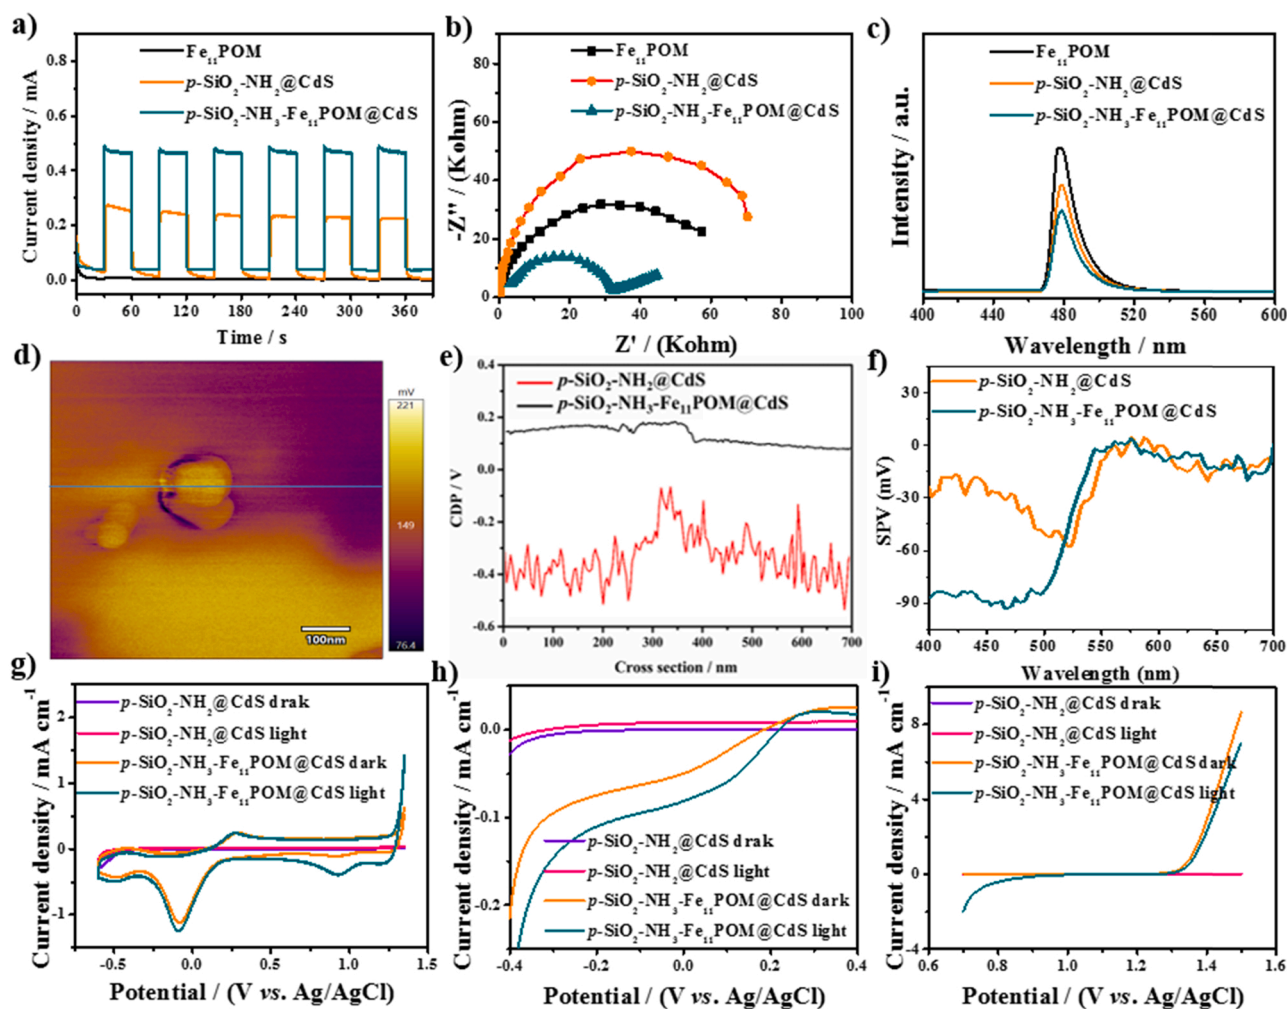 a)
Fe₁₁POM
p-SiO₂-NH₂@CdS
p-SiO₂-NH₃-Fe₁₁POM@CdS
Current density / mA
0.8
0.6
0.4
0.2
0.0
0 60 120 180 240 300 360
Time / s
b)
Fe₁₁POM
p-SiO₂-NH₂@CdS
p-SiO₂-NH₃-Fe₁₁POM@CdS
-Z'' / (Kohm)
80
60
40
20
0
0 20 40 60 80 100
Z' / (Kohm)
c)
Fe₁₁POM
p-SiO₂-NH₂@CdS
p-SiO₂-NH₃-Fe₁₁POM@CdS
Intensity / a.u.
400 440 480 520 560 600
Wavelength / nm
d)
mV
221
149
76.4
100nm
e)
p-SiO₂-NH₂@CdS
p-SiO₂-NH₃-Fe₁₁POM@CdS
CDP / V
0.4
0.2
0.0
-0.2
-0.4
-0.6
0 100 200 300 400 500 600 700
Cross section / nm
f)
p-SiO₂-NH₂@CdS
p-SiO₂-NH₃-Fe₁₁POM@CdS
SPV (mV)
30
0
-30
-60
-90
400 450 500 550 600 650 700
Wavelength (nm)
g)
p-SiO₂-NH₂@CdS drak
p-SiO₂-NH₂@CdS light
p-SiO₂-NH₃-Fe₁₁POM@CdS dark
p-SiO₂-NH₃-Fe₁₁POM@CdS light
Current density / mA cm⁻¹
2
1
0
-1
-0.5 0.0 0.5 1.0 1.5
Potential / (V vs. Ag/AgCl)
h)
Current density / mA cm⁻¹
0.0
-0.1
-0.2
p-SiO₂-NH₂@CdS drak
p-SiO₂-NH₂@CdS light
p-SiO₂-NH₃-Fe₁₁POM@CdS dark
p-SiO₂-NH₃-Fe₁₁POM@CdS light
-0.4 -0.2 0.0 0.2 0.4
Potential / (V vs. Ag/AgCl)
i)
p-SiO₂-NH₂@CdS drak
p-SiO₂-NH₂@CdS light
p-SiO₂-NH₃-Fe₁₁POM@CdS dark
p-SiO₂-NH₃-Fe₁₁POM@CdS light
Current density / mA cm⁻¹
8
4
0
-4
0.6 0.8 1.0 1.2 1.4 1.6
Potential / (V vs. Ag/AgCl)